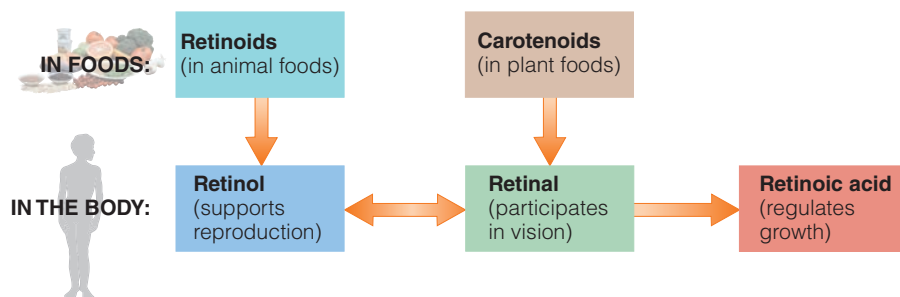 IN FOODS:
Retinoids
(in animal foods)
Carotenoids
(in plant foods)
IN THE BODY:
Retinol
(supports
reproduction)
Retinal
(participates
in vision)
Retinoic acid
(regulates
growth)